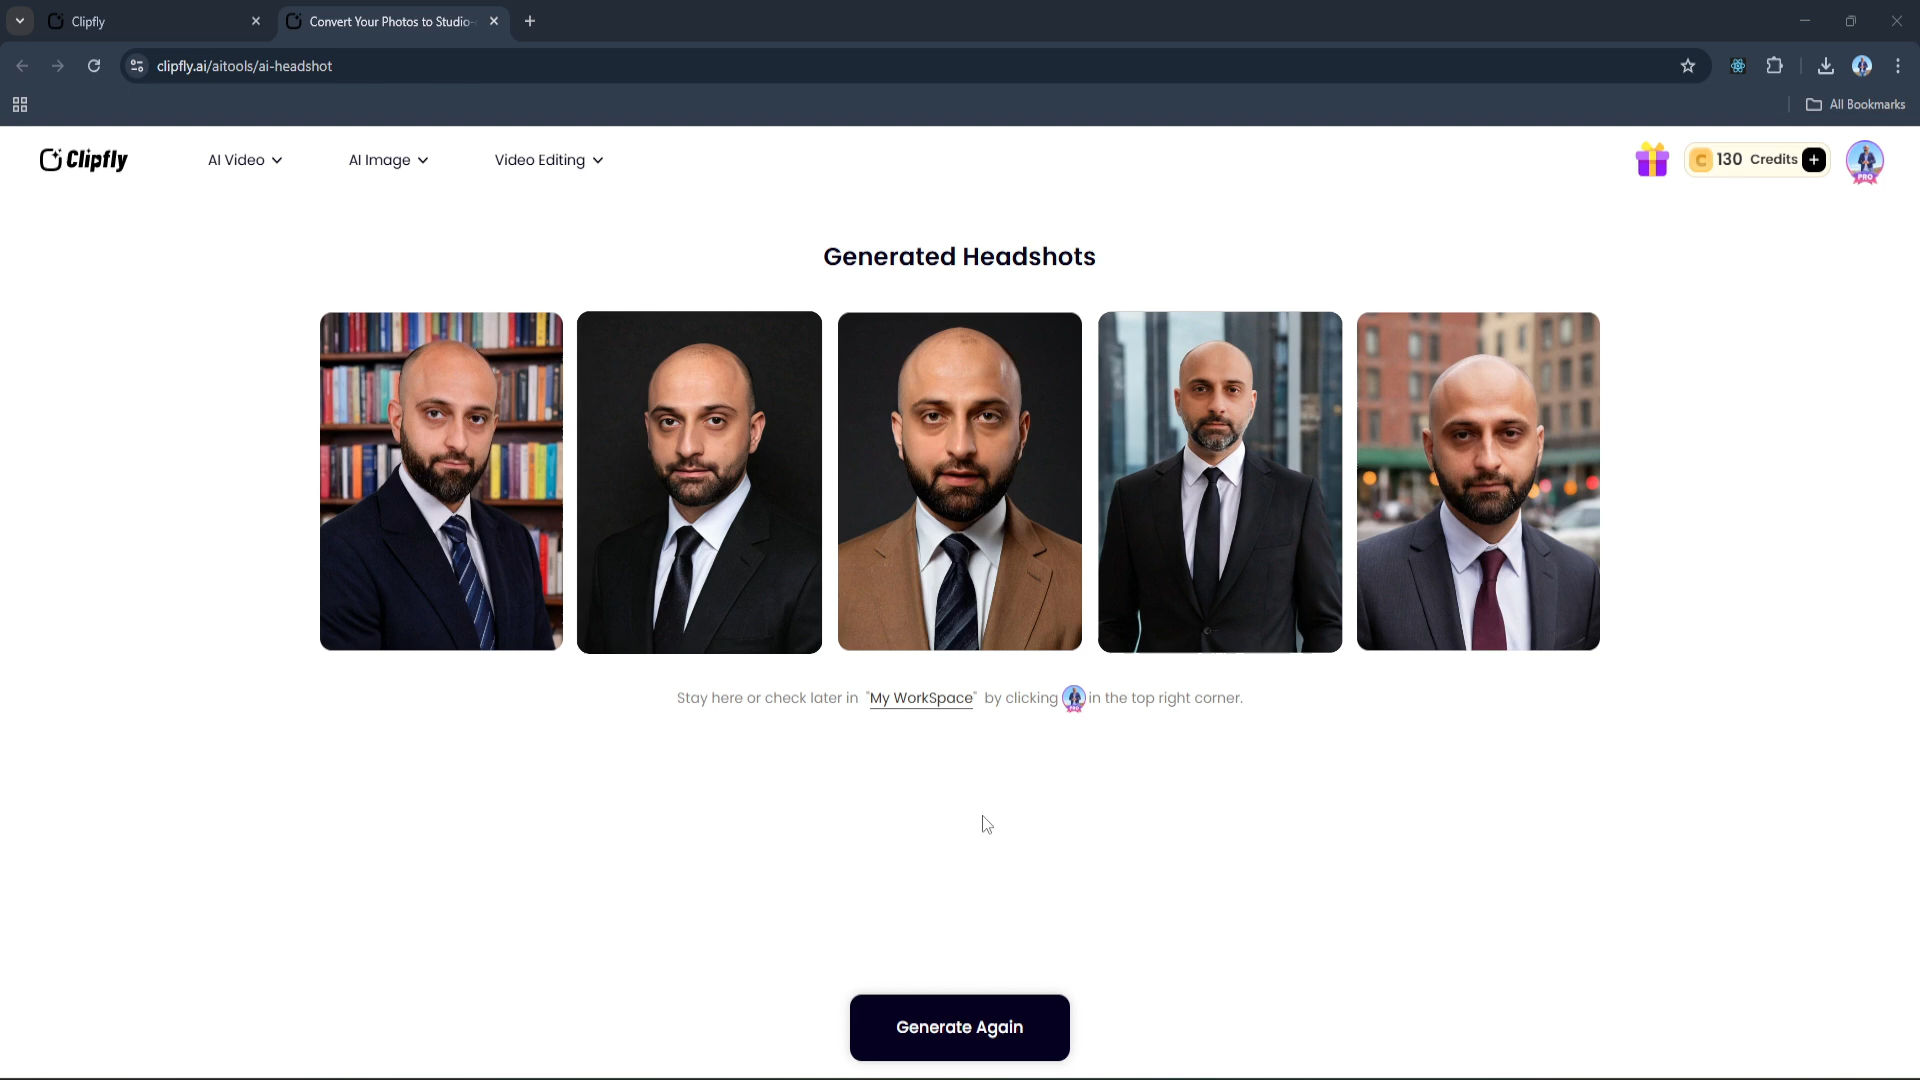 Clipfly
Convert Your Photos to Studio-
clipfly.ai/aitools/ai-headshot
All Bookmarks
Clipfly
AI Video
AI Image
Video Editing
C 130 Credits +
PRO
Generated Headshots
Stay here or check later in "My WorkSpace" by clicking in the top right corner.
Generate Again